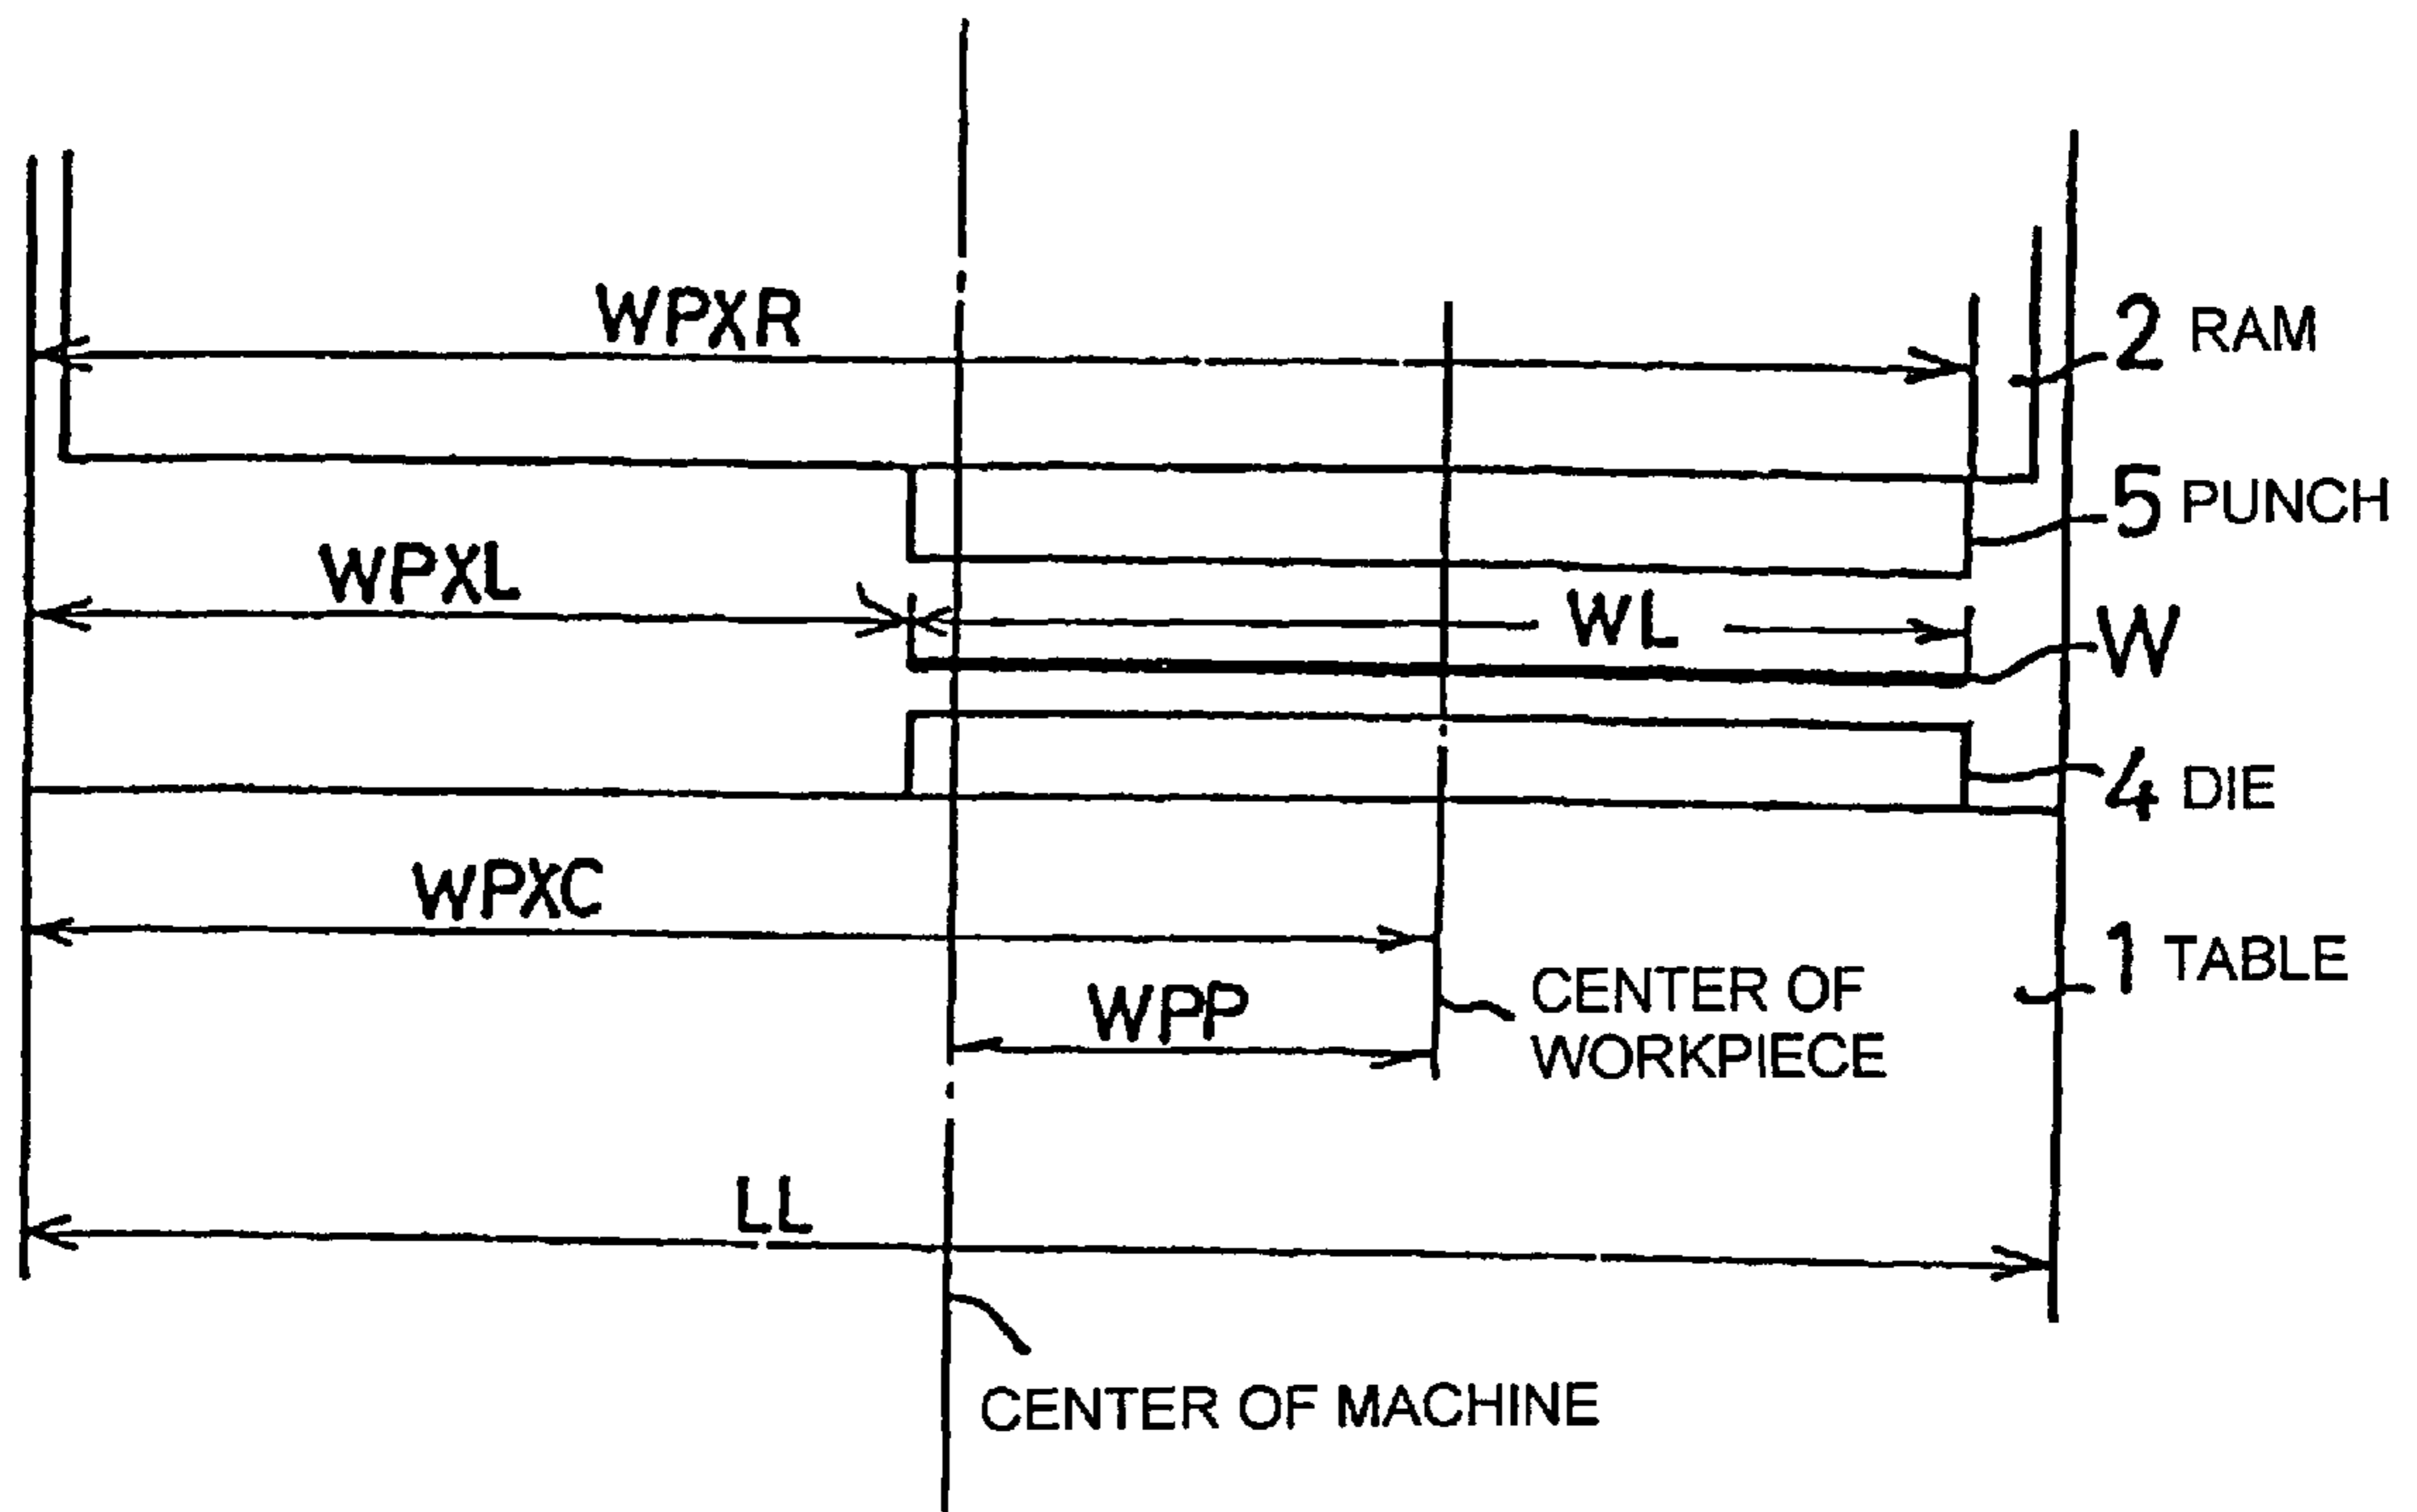 WPXR
2 RAM
5 PUNCH
WPXL
WL
W
4 DIE
WPXC
1 TABLE
WPP
CENTER OF
WORKPIECE
LL
CENTER OF MACHINE